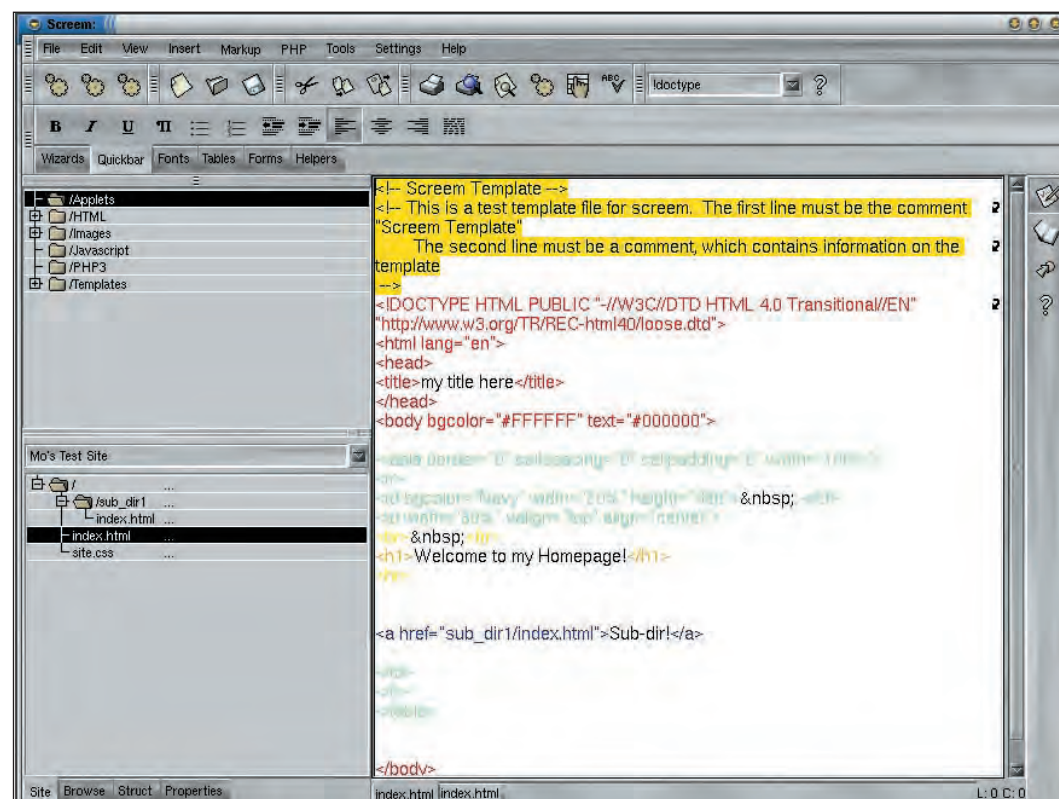 Screem:
File Edit View Insert Markup PHP Tools Settings Help
ABC
!doctype
B I U
Wizards Quickbar Fonts Tables Forms Helpers
/Applets
/HTML
/Images
/Javascript
/PHP3
/Templates
Mo's Test Site
/ ...
/sub_dir1 ...
index.html ...
index.html ...
site.css ...
Site Browse Struct Properties
<!-- Screem Template -->
<!-- This is a test template file for screem. The first line must be the comment
"Screem Template"
The second line must be a comment, which contains information on the
template
-->
<!DOCTYPE HTML PUBLIC "-//W3C//DTD HTML 4.0 Transitional//EN"
"http://www.w3.org/TR/REC-html40/loose.dtd">
<html lang="en">
<head>
<title>my title here</title>
</head>
<body bgcolor="#FFFFFF" text="#000000">
&nbsp;
&nbsp;
<h1>Welcome to my Homepage!</h1>
<a href="sub_dir1/index.html">Sub-dir!</a>
</body>
index.html index.html
L: 0 C: 0